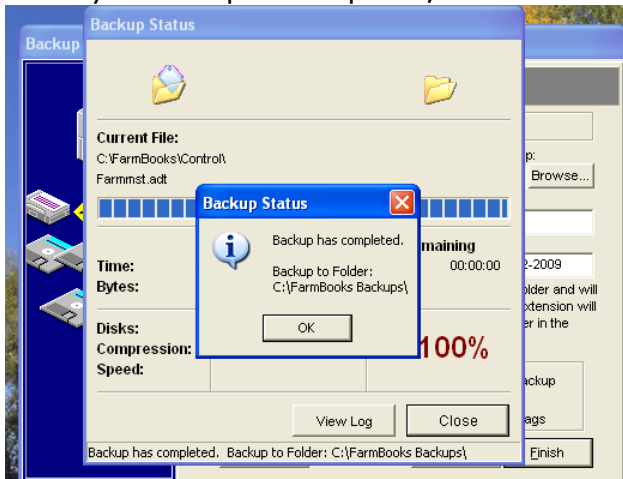 Backup Status
Backup
Current File:
C:\FarmBooks\Control\
Farmmst.adt
p:
Browse...
Backup Status
Backup has completed.
Backup to Folder:
C:\FarmBooks Backups\
OK
maining
Time:
00:00:00
-2009
Bytes:
older and will
xtension will
er in the
Disks:
Compression:
100%
Speed:
ackup
ags
View Log
Close
Finish
Backup has completed. Backup to Folder: C:\FarmBooks Backups\